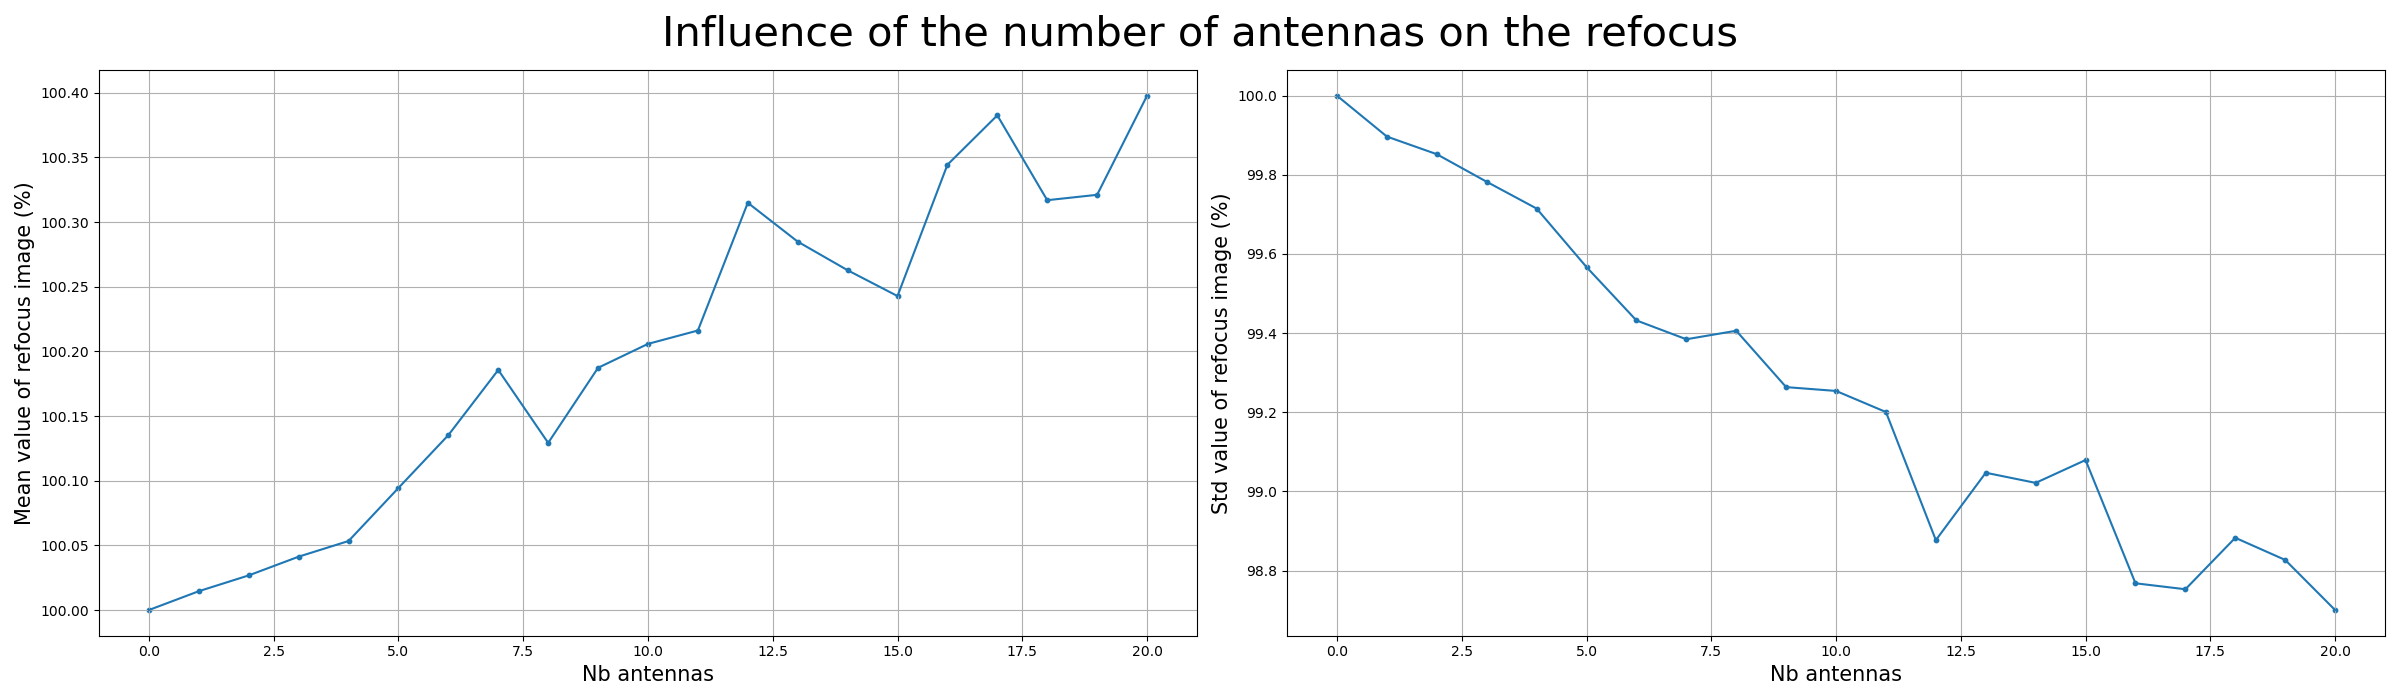 Influence of the number of antennas on the refocus
Mean value of refocus image (%)
100.40
100.35
100.30
100.25
100.20
100.15
100.10
100.05
100.00
0.0 2.5 5.0 7.5 10.0 12.5 15.0 17.5 20.0
Nb antennas
Std value of refocus image (%)
100.0
99.8
99.6
99.4
99.2
99.0
98.8
0.0 2.5 5.0 7.5 10.0 12.5 15.0 17.5 20.0
Nb antennas